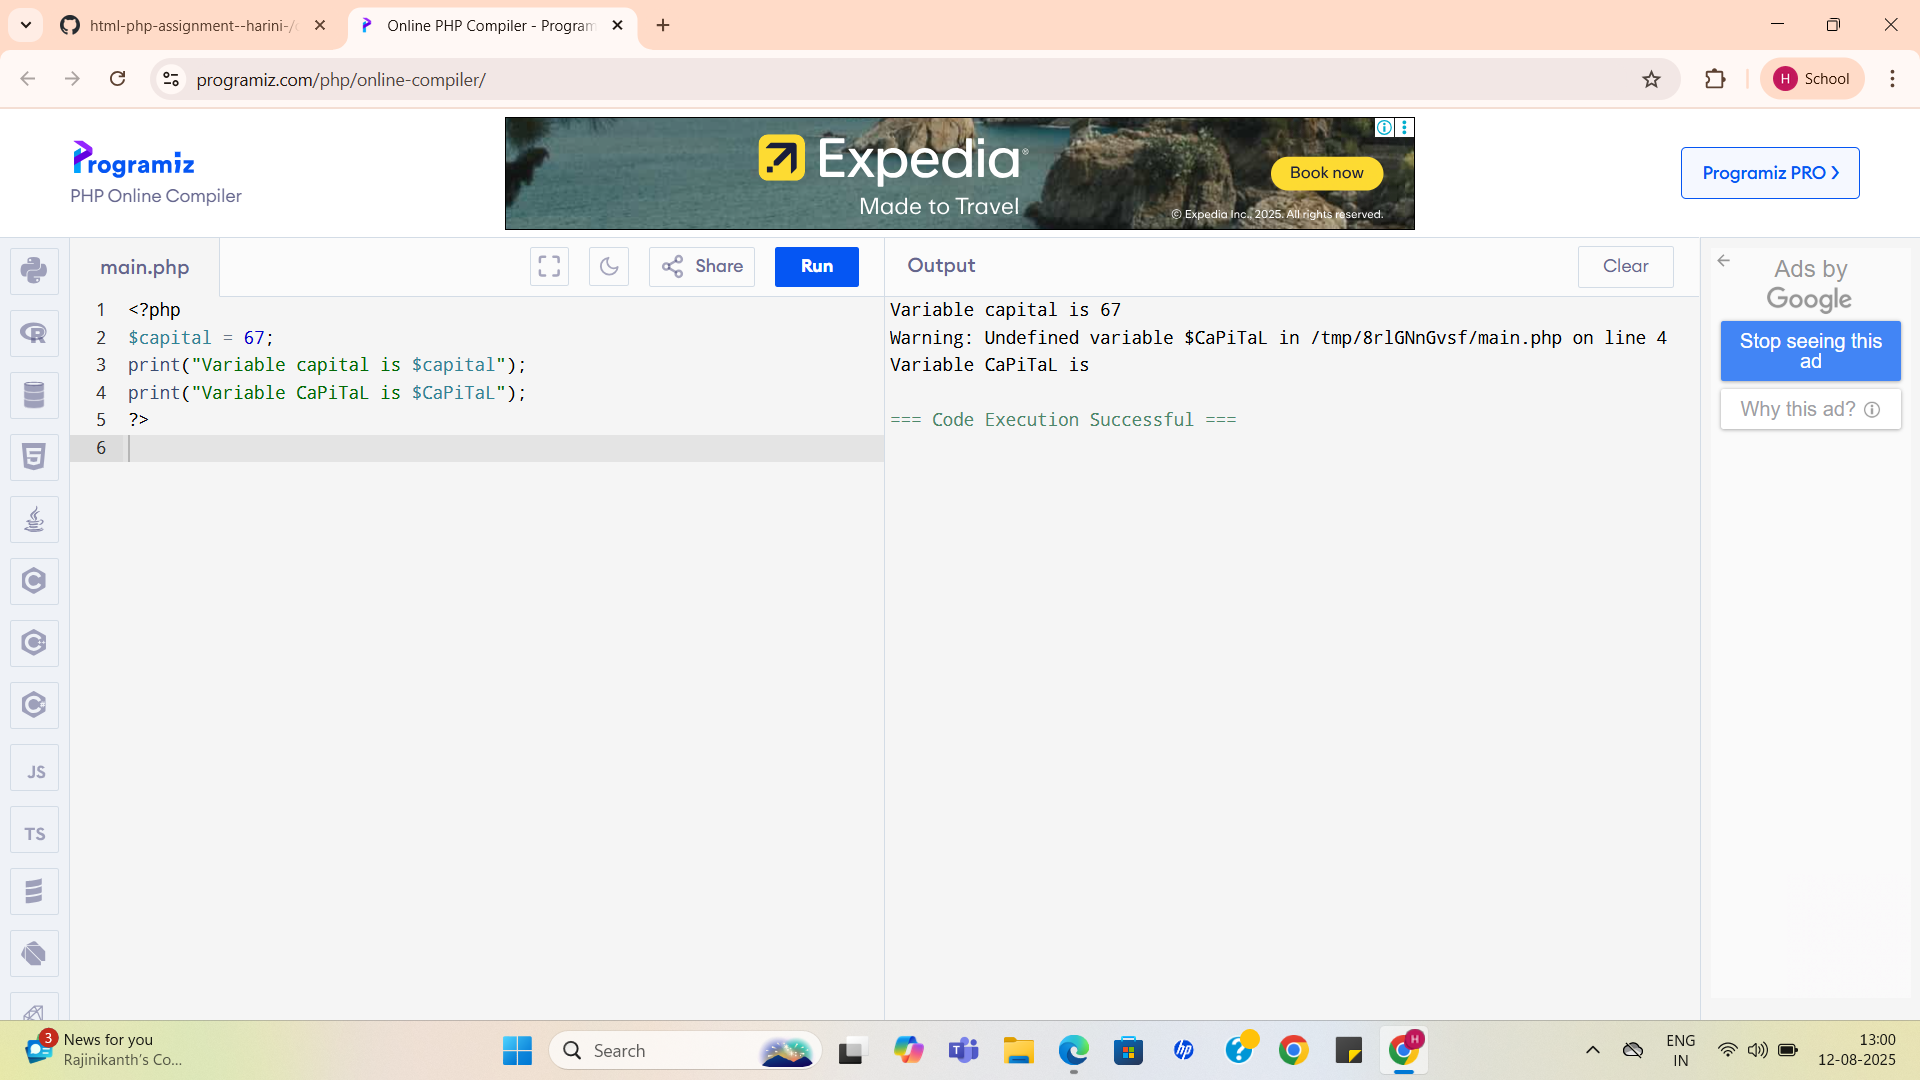 html-php-assignment--harini-/
Online PHP Compiler - Program
programiz.com/php/online-compiler/
H School
Programiz
PHP Online Compiler
Expedia
Made to Travel
Book now
© Expedia Inc., 2025. All rights reserved.
Programiz PRO
main.php
Share
Run
Output
Clear
1 <?php
2 $capital = 67;
3 print("Variable capital is $capital");
4 print("Variable CaPiTaL is $CaPiTaL");
5 ?>
6
Variable capital is 67
Warning: Undefined variable $CaPiTaL in /tmp/8rlGNnGvsf/main.php on line 4
Variable CaPiTaL is
=== Code Execution Successful ===
Ads by
Google
Stop seeing this
ad
Why this ad?
JS
TS
3
News for you
Rajinikanth's Co...
Search
hp
H
ENG
IN
13:00
12-08-2025